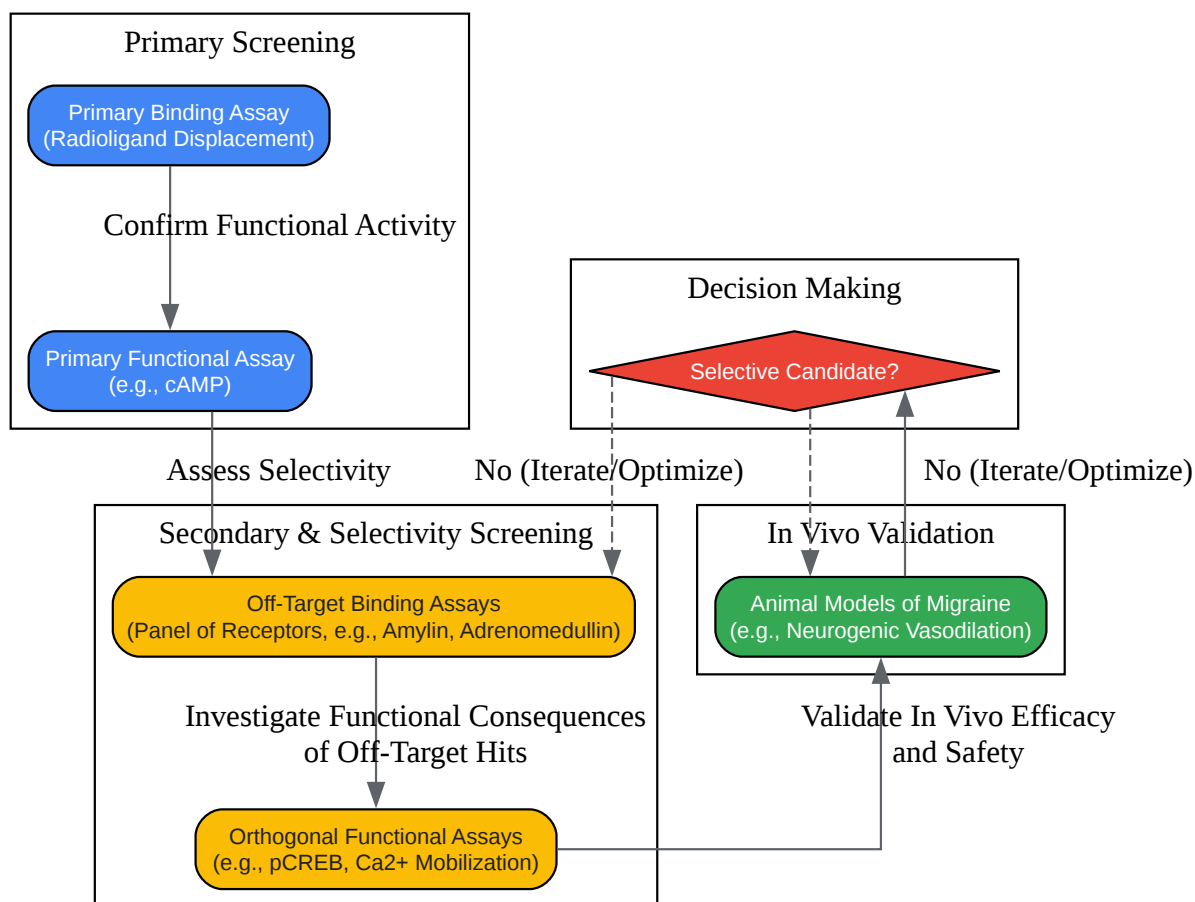 Primary Screening
Primary Binding Assay
(Radioligand Displacement)
Confirm Functional Activity
Primary Functional Assay
(e.g., cAMP)
Decision Making
Selective Candidate?
Assess Selectivity
No (Iterate/Optimize)
No (Iterate/Optimize)
Secondary & Selectivity Screening
In Vivo Validation
Off-Target Binding Assays
(Panel of Receptors, e.g., Amylin, Adrenomedullin)
Animal Models of Migraine
(e.g., Neurogenic Vasodilation)
Investigate Functional Consequences
of Off-Target Hits
Validate In Vivo Efficacy
and Safety
Orthogonal Functional Assays
(e.g., pCREB, Ca2+ Mobilization)